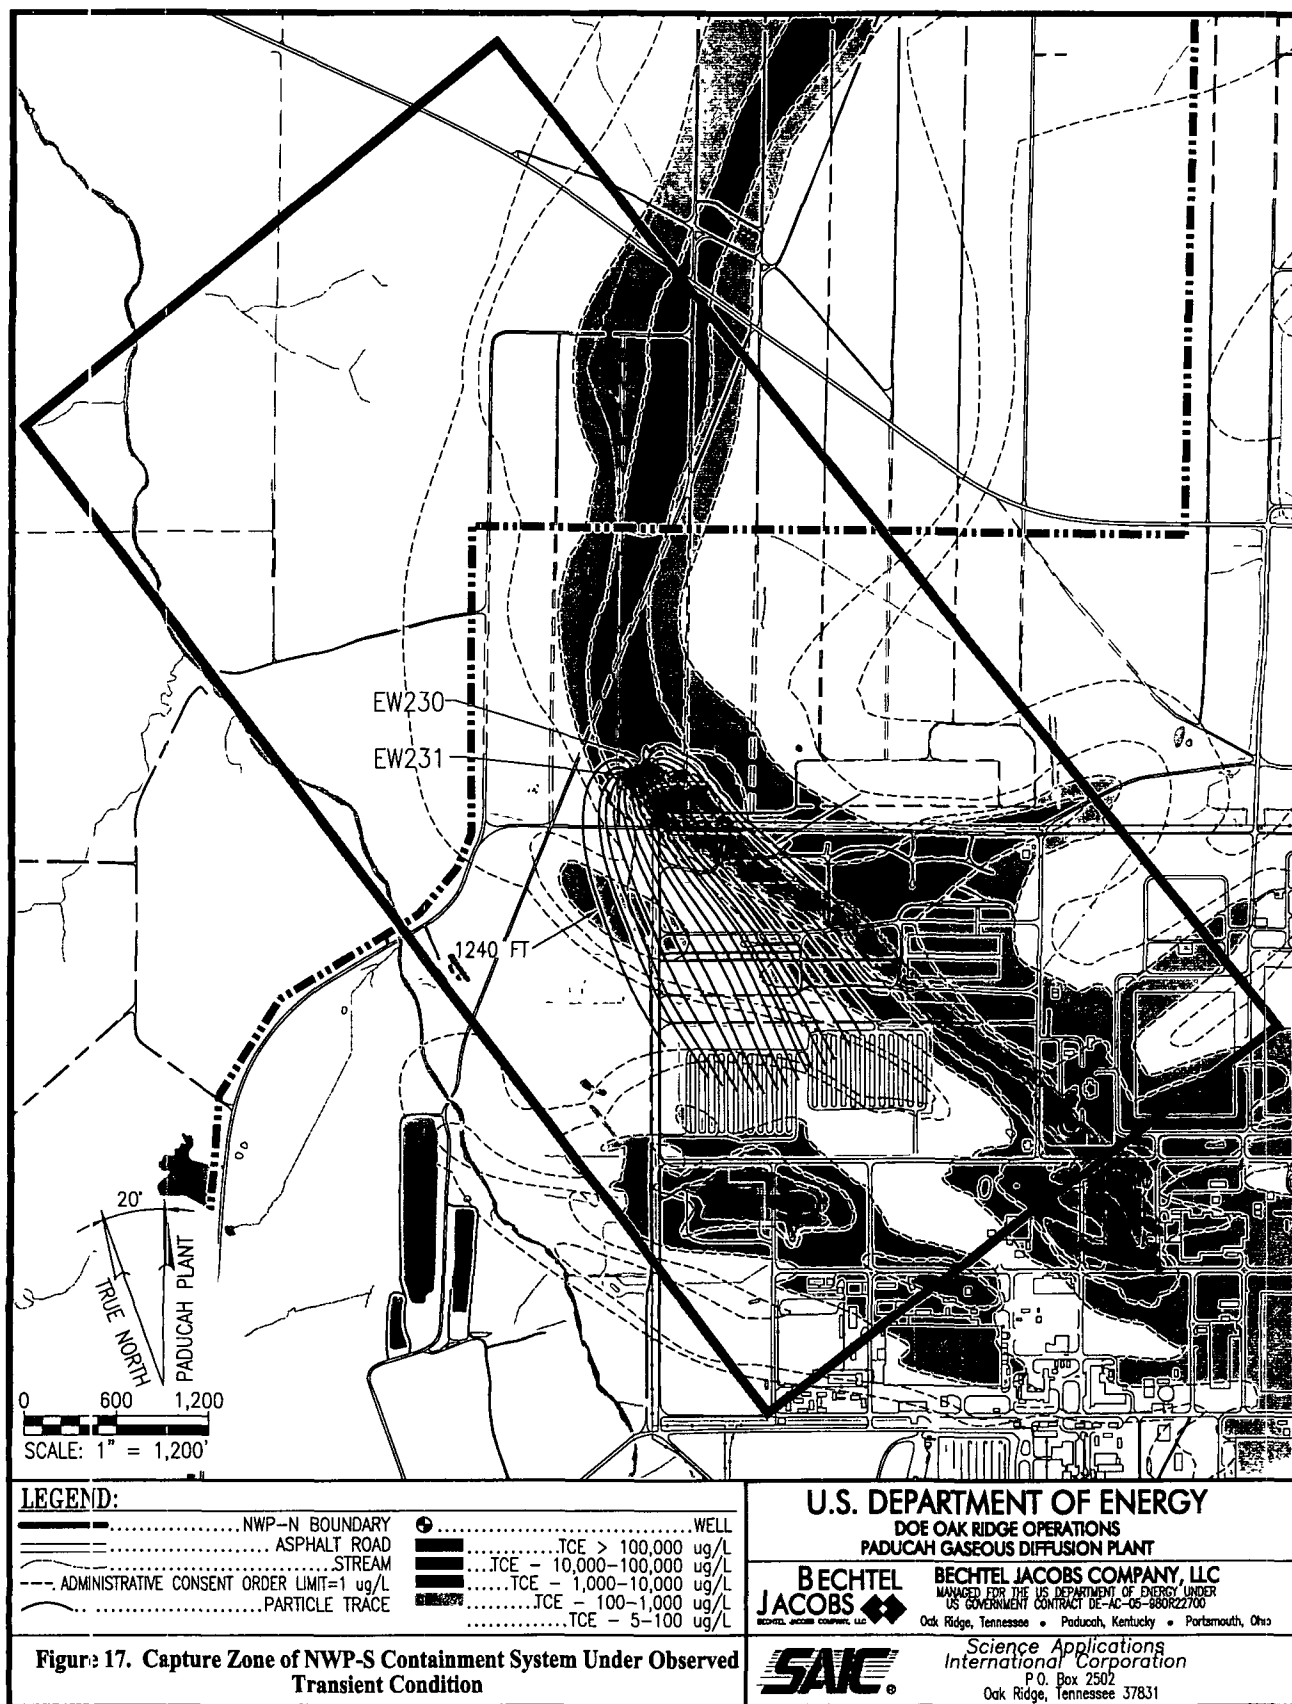 EW230
EW231
1240 FT
20°
TRUE NORTH
PADUCAH PLANT
0 600 1,200
SCALE: 1" = 1,200'
LEGEND:
NWP-N BOUNDARY
ASPHALT ROAD
STREAM
ADMINISTRATIVE CONSENT ORDER LIMIT=1 ug/L
PARTICLE TRACE
WELL
TCE > 100,000 ug/L
TCE - 10,000-100,000 ug/L
TCE - 1,000-10,000 ug/L
TCE - 100-1,000 ug/L
TCE - 5-100 ug/L
Figure 17. Capture Zone of NWP-S Containment System Under Observed
Transient Condition
U.S. DEPARTMENT OF ENERGY
DOE OAK RIDGE OPERATIONS
PADUCAH GASEOUS DIFFUSION PLANT
BECHTEL
JACOBS
BECHTEL JACOBS COMPANY, LLC
BECHTEL JACOBS COMPANY, LLC
MANAGED FOR THE US DEPARTMENT OF ENERGY UNDER
US GOVERNMENT CONTRACT DE-AC-05-98OR22700
Oak Ridge, Tennessee • Paducah, Kentucky • Portsmouth, Ohio
SAIC®
Science Applications
International Corporation
P.O. Box 2502
Oak Ridge, Tennessee 37831